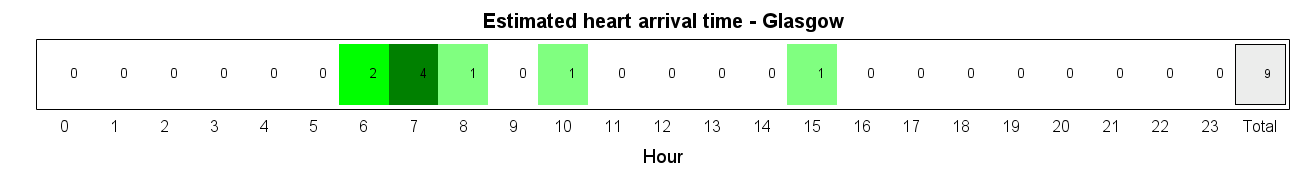 Estimated heart arrival time - Glasgow
0 0 0 0 0 0 2 4 1 0 1 0 0 0 0 1 0 0 0 0 0 0 0 0 9
0 1 2 3 4 5 6 7 8 9 10 11 12 13 14 15 16 17 18 19 20 21 22 23 Total
Hour